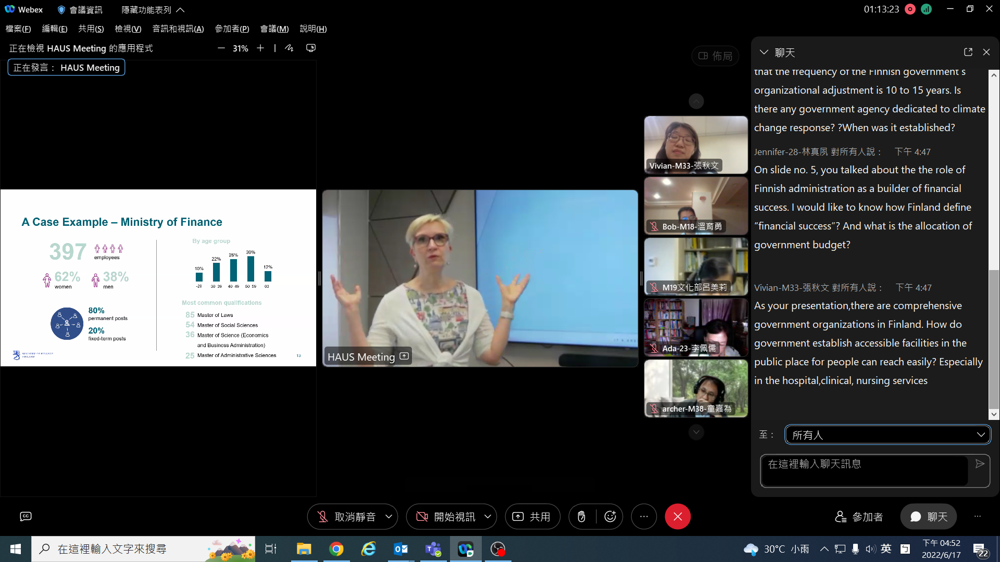 Webex
會議資訊
隱藏功能表列
01:13:23
檔案(F)
編輯(E)
共用(S)
檢視(V)
音訊和視訊(A)
參加者(P)
會議(M)
說明(H)
正在檢視 HAUS Meeting 的應用程式
31%
正在發言： HAUS Meeting
佈局
A Case Example – Ministry of Finance
397
employees
62%
women
38%
men
80%
permanent posts
20%
fixed-term posts
By age group
10%
22%
26%
30%
12%
-29
30 39
40 49
50 59
60
Most common qualifications
85 Master of Laws
54 Master of Social Sciences
36 Master of Science (Economics
and Business Administration)
25 Master of Administrative Sciences
MINISTRY OF FINANCE
FINLAND
13
HAUS Meeting
Vivian-M33-張秋文
Bob-M18-溫育勇
M19文化部呂美莉
Ada-23-李佩儒
archer-M38-童嘉為
聊天
that the frequency of the Finnish government's
organizational adjustment is 10 to 15 years. Is
there any government agency dedicated to climate
change response? ?When was it established?
Jennifer-28-林真夙 對所有人說： 下午 4:47
On slide no. 5, you talked about the the role of
Finnish administration as a builder of financial
success. I would like to know how Finland define
“financial success”? And what is the allocation of
government budget?
Vivian-M33-張秋文 對所有人說： 下午 4:47
As your presentation,there are comprehensive
government organizations in Finland. How do
government establish accessible facilities in the
public place for people can reach easily? Especially
in the hospital,clinical, nursing services
至： 所有人
在這裡輸入聊天訊息
CC
取消靜音
開始視訊
共用
參加者
聊天
在這裡輸入文字來搜尋
30°C 小雨
英
下午 04:52
2022/6/17
22